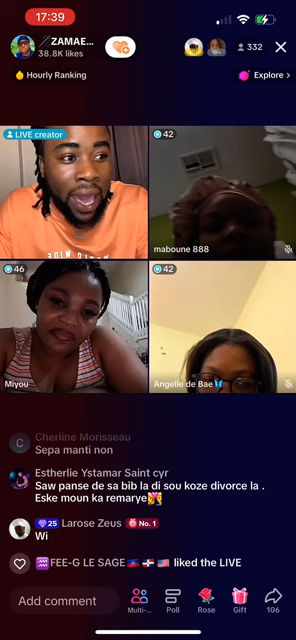 17:39
ZAMAE...
38.8K likes
332
Hourly Ranking
Explore >
LIVE creator
42
maboune 888
46
Miyou
42
Angelle de Bae🦋
C
Cherline Morisseau
Sepa manti non
Estherlie Ystamar Saint cyr
Saw panse de sa bib la di sou koze divorce la .
Eske moun ka remarye💏
25 Larose Zeus No. 1
Wi
♒FEE-G LE SAGE🇭🇹🇩🇴🇺🇸 liked the LIVE
Add comment
Multi-...
Poll
Rose
Gift
106